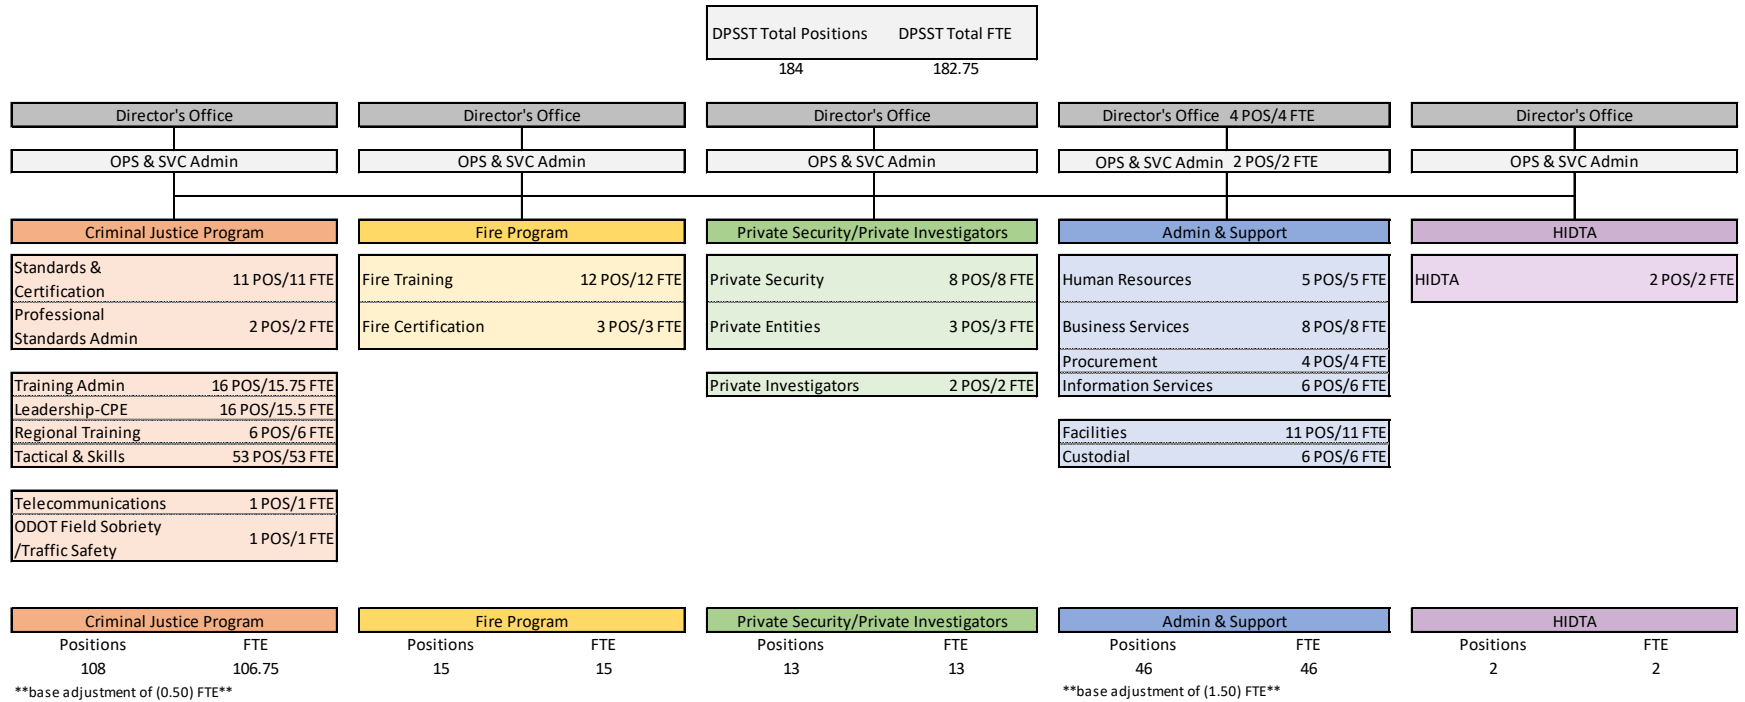 DPSST Total Positions DPSST Total FTE
184 182.75
Director's Office Director's Office Director's Office Director's Office 4 POS/4 FTE Director's Office
OPS & SVC Admin OPS & SVC Admin OPS & SVC Admin OPS & SVC Admin 2 POS/2 FTE OPS & SVC Admin
Criminal Justice Program
Standards &
Certification 11 POS/11 FTE
Professional
Standards Admin 2 POS/2 FTE
Training Admin 16 POS/15.75 FTE
Leadership-CPE 16 POS/15.5 FTE
Regional Training 6 POS/6 FTE
Tactical & Skills 53 POS/53 FTE
Telecommunications 1 POS/1 FTE
ODOT Field Sobriety
/Traffic Safety 1 POS/1 FTE
Fire Program
Fire Training 12 POS/12 FTE
Fire Certification 3 POS/3 FTE
Private Security/Private Investigators
Private Security 8 POS/8 FTE
Private Entities 3 POS/3 FTE
Private Investigators 2 POS/2 FTE
Admin & Support
Human Resources 5 POS/5 FTE
Business Services 8 POS/8 FTE
Procurement 4 POS/4 FTE
Information Services 6 POS/6 FTE
Facilities 11 POS/11 FTE
Custodial 6 POS/6 FTE
HIDTA
HIDTA 2 POS/2 FTE
Criminal Justice Program
Positions FTE
108 106.75
**base adjustment of (0.50) FTE**
Fire Program
Positions FTE
15 15
Private Security/Private Investigators
Positions FTE
13 13
Admin & Support
Positions FTE
46 46
**base adjustment of (1.50) FTE**
HIDTA
Positions FTE
2 2